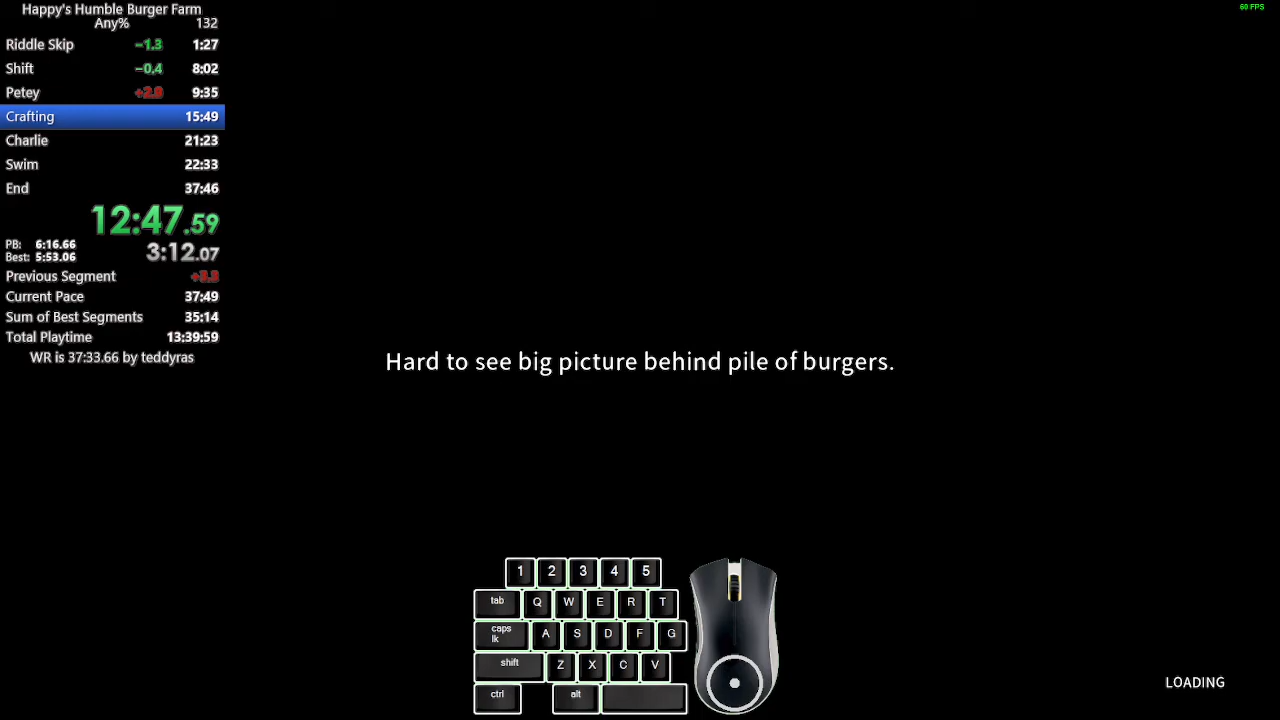 Happy's Humble Burger Farm
Any% 132
Riddle Skip -1.3 1:27
Shift -0.4 8:02
Petey 9:35
Crafting 15:49
Charlie 21:23
Swim 22:33
End 37:46
12:47.59
PB: 6:16.66
Best: 5:53.06
3:12.07
Previous Segment
Current Pace 37:49
Sum of Best Segments 35:14
Total Playtime 13:39:59
WR is 37:33.66 by teddyras
60 FPS
Hard to see big picture behind pile of burgers.
1 2 3 4 5
tab Q W E R T
caps lk A S D F G
shift Z X C V
ctrl alt
LOADING